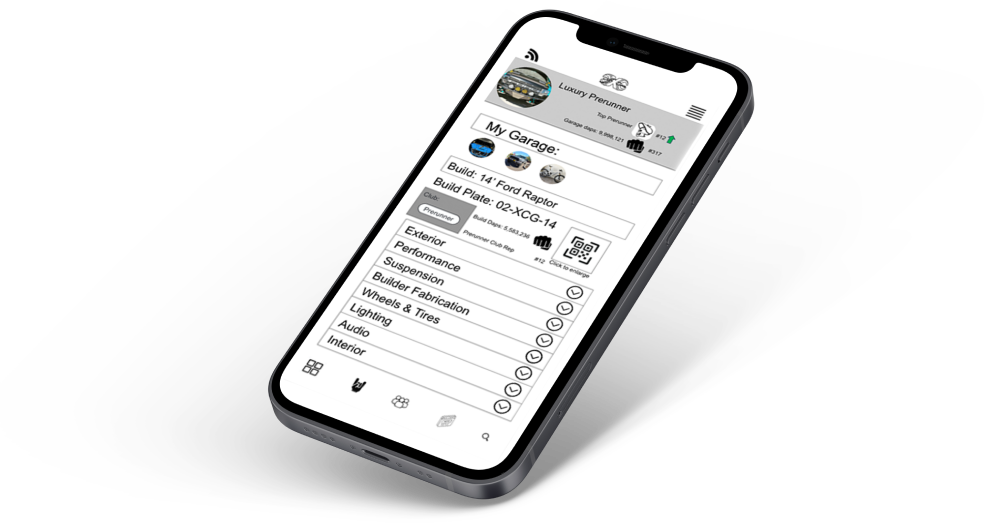 Luxury Prerunner
Top Prerunner
#12
Garage daps: 9,998,121
#317
My Garage:
Build: 14' Ford Raptor
Build Plate: 02-XCG-14
Club:
Prerunner
Build Daps: 5,583,236
Prerunner Club Rep
#12
Click to enlarge
Exterior
Performance
Suspension
Builder Fabrication
Wheels & Tires
Lighting
Audio
Interior